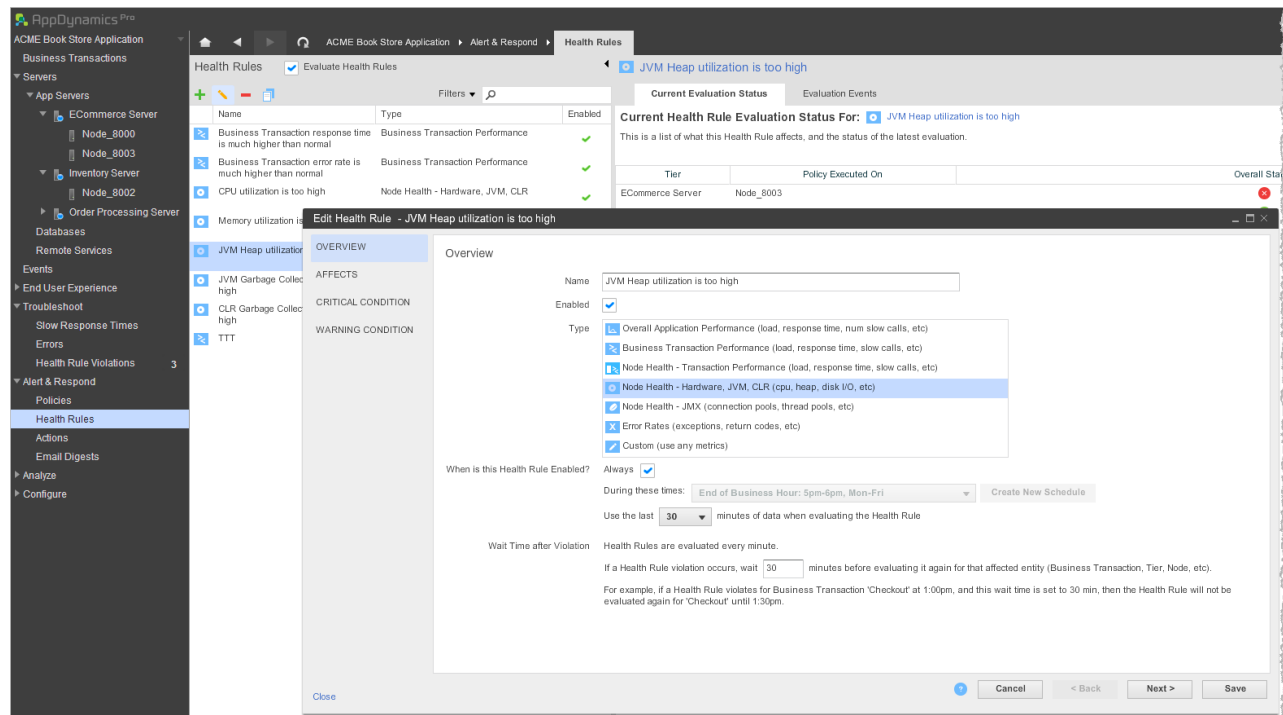 AppDynamics Pro
ACME Book Store Application
Business Transactions
Servers
App Servers
ECommerce Server
Node_8000
Node_8003
Inventory Server
Node_8002
Order Processing Server
Databases
Remote Services
Events
End User Experience
Troubleshoot
Slow Response Times
Errors
Health Rule Violations 3
Alert & Respond
Policies
Health Rules
Actions
Email Digests
Analyze
Configure
ACME Book Store Application Alert & Respond Health Rules
Health Rules Evaluate Health Rules
Filters
Name Type Enabled
Business Transaction response time Business Transaction Performance
is much higher than normal
Business Transaction error rate is Business Transaction Performance
much higher than normal
CPU utilization is too high Node Health - Hardware, JVM, CLR
Memory utilization is
JVM Heap utilization
JVM Garbage Collec
high
CLR Garbage Collec
high
TTT
JVM Heap utilization is too high
Current Evaluation Status Evaluation Events
Current Health Rule Evaluation Status For: JVM Heap utilization is too high
This is a list of what this Health Rule affects, and the status of the latest evaluation.
Tier Policy Executed On Overall Sta
ECommerce Server Node_8003
Edit Health Rule - JVM Heap utilization is too high
OVERVIEW
AFFECTS
CRITICAL CONDITION
WARNING CONDITION
Close
Overview
Name JVM Heap utilization is too high
Enabled
Type Overall Application Performance (load, response time, num slow calls, etc)
Business Transaction Performance (load, response time, slow calls, etc)
Node Health - Transaction Performance (load, response time, slow calls, etc)
Node Health - Hardware, JVM, CLR (cpu, heap, disk I/O, etc)
Node Health - JMX (connection pools, thread pools, etc)
Error Rates (exceptions, return codes, etc)
Custom (use any metrics)
When is this Health Rule Enabled? Always
During these times: End of Business Hour: 5pm-6pm, Mon-Fri Create New Schedule
Use the last 30 minutes of data when evaluating the Health Rule
Wait Time after Violation Health Rules are evaluated every minute.
If a Health Rule violation occurs, wait 30 minutes before evaluating it again for that affected entity (Business Transaction, Tier, Node, etc).
For example, if a Health Rule violates for Business Transaction 'Checkout' at 1:00pm, and this wait time is set to 30 min, then the Health Rule will not be
evaluated again for 'Checkout' until 1:30pm.
? Cancel < Back Next > Save